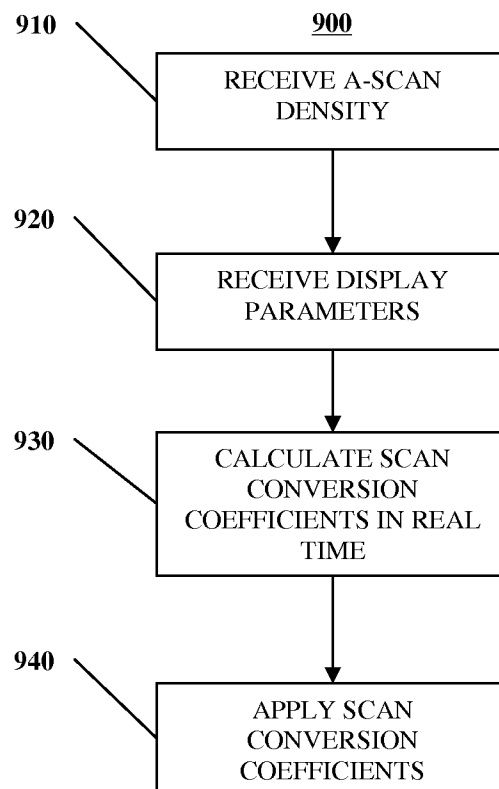 900
910
RECEIVE A-SCAN
DENSITY
920
RECEIVE DISPLAY
PARAMETERS
930
CALCULATE SCAN
CONVERSION
COEFFICIENTS IN REAL
TIME
940
APPLY SCAN
CONVERSION
COEFFICIENTS